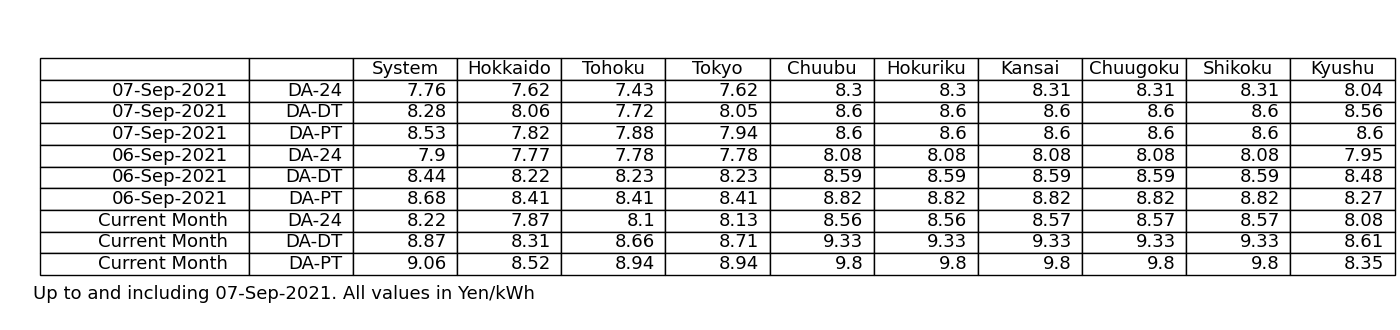 System Hokkaido Tohoku Tokyo Chuubu Hokuriku Kansai Chuugoku Shikoku Kyushu
07-Sep-2021 DA-24 7.76 7.62 7.43 7.62 8.3 8.3 8.31 8.31 8.31 8.04
07-Sep-2021 DA-DT 8.28 8.06 7.72 8.05 8.6 8.6 8.6 8.6 8.6 8.56
07-Sep-2021 DA-PT 8.53 7.82 7.88 7.94 8.6 8.6 8.6 8.6 8.6 8.6
06-Sep-2021 DA-24 7.9 7.77 7.78 7.78 8.08 8.08 8.08 8.08 8.08 7.95
06-Sep-2021 DA-DT 8.44 8.22 8.23 8.23 8.59 8.59 8.59 8.59 8.59 8.48
06-Sep-2021 DA-PT 8.68 8.41 8.41 8.41 8.82 8.82 8.82 8.82 8.82 8.27
Current Month DA-24 8.22 7.87 8.1 8.13 8.56 8.56 8.57 8.57 8.57 8.08
Current Month DA-DT 8.87 8.31 8.66 8.71 9.33 9.33 9.33 9.33 9.33 8.61
Current Month DA-PT 9.06 8.52 8.94 8.94 9.8 9.8 9.8 9.8 9.8 8.35
Up to and including 07-Sep-2021. All values in Yen/kWh